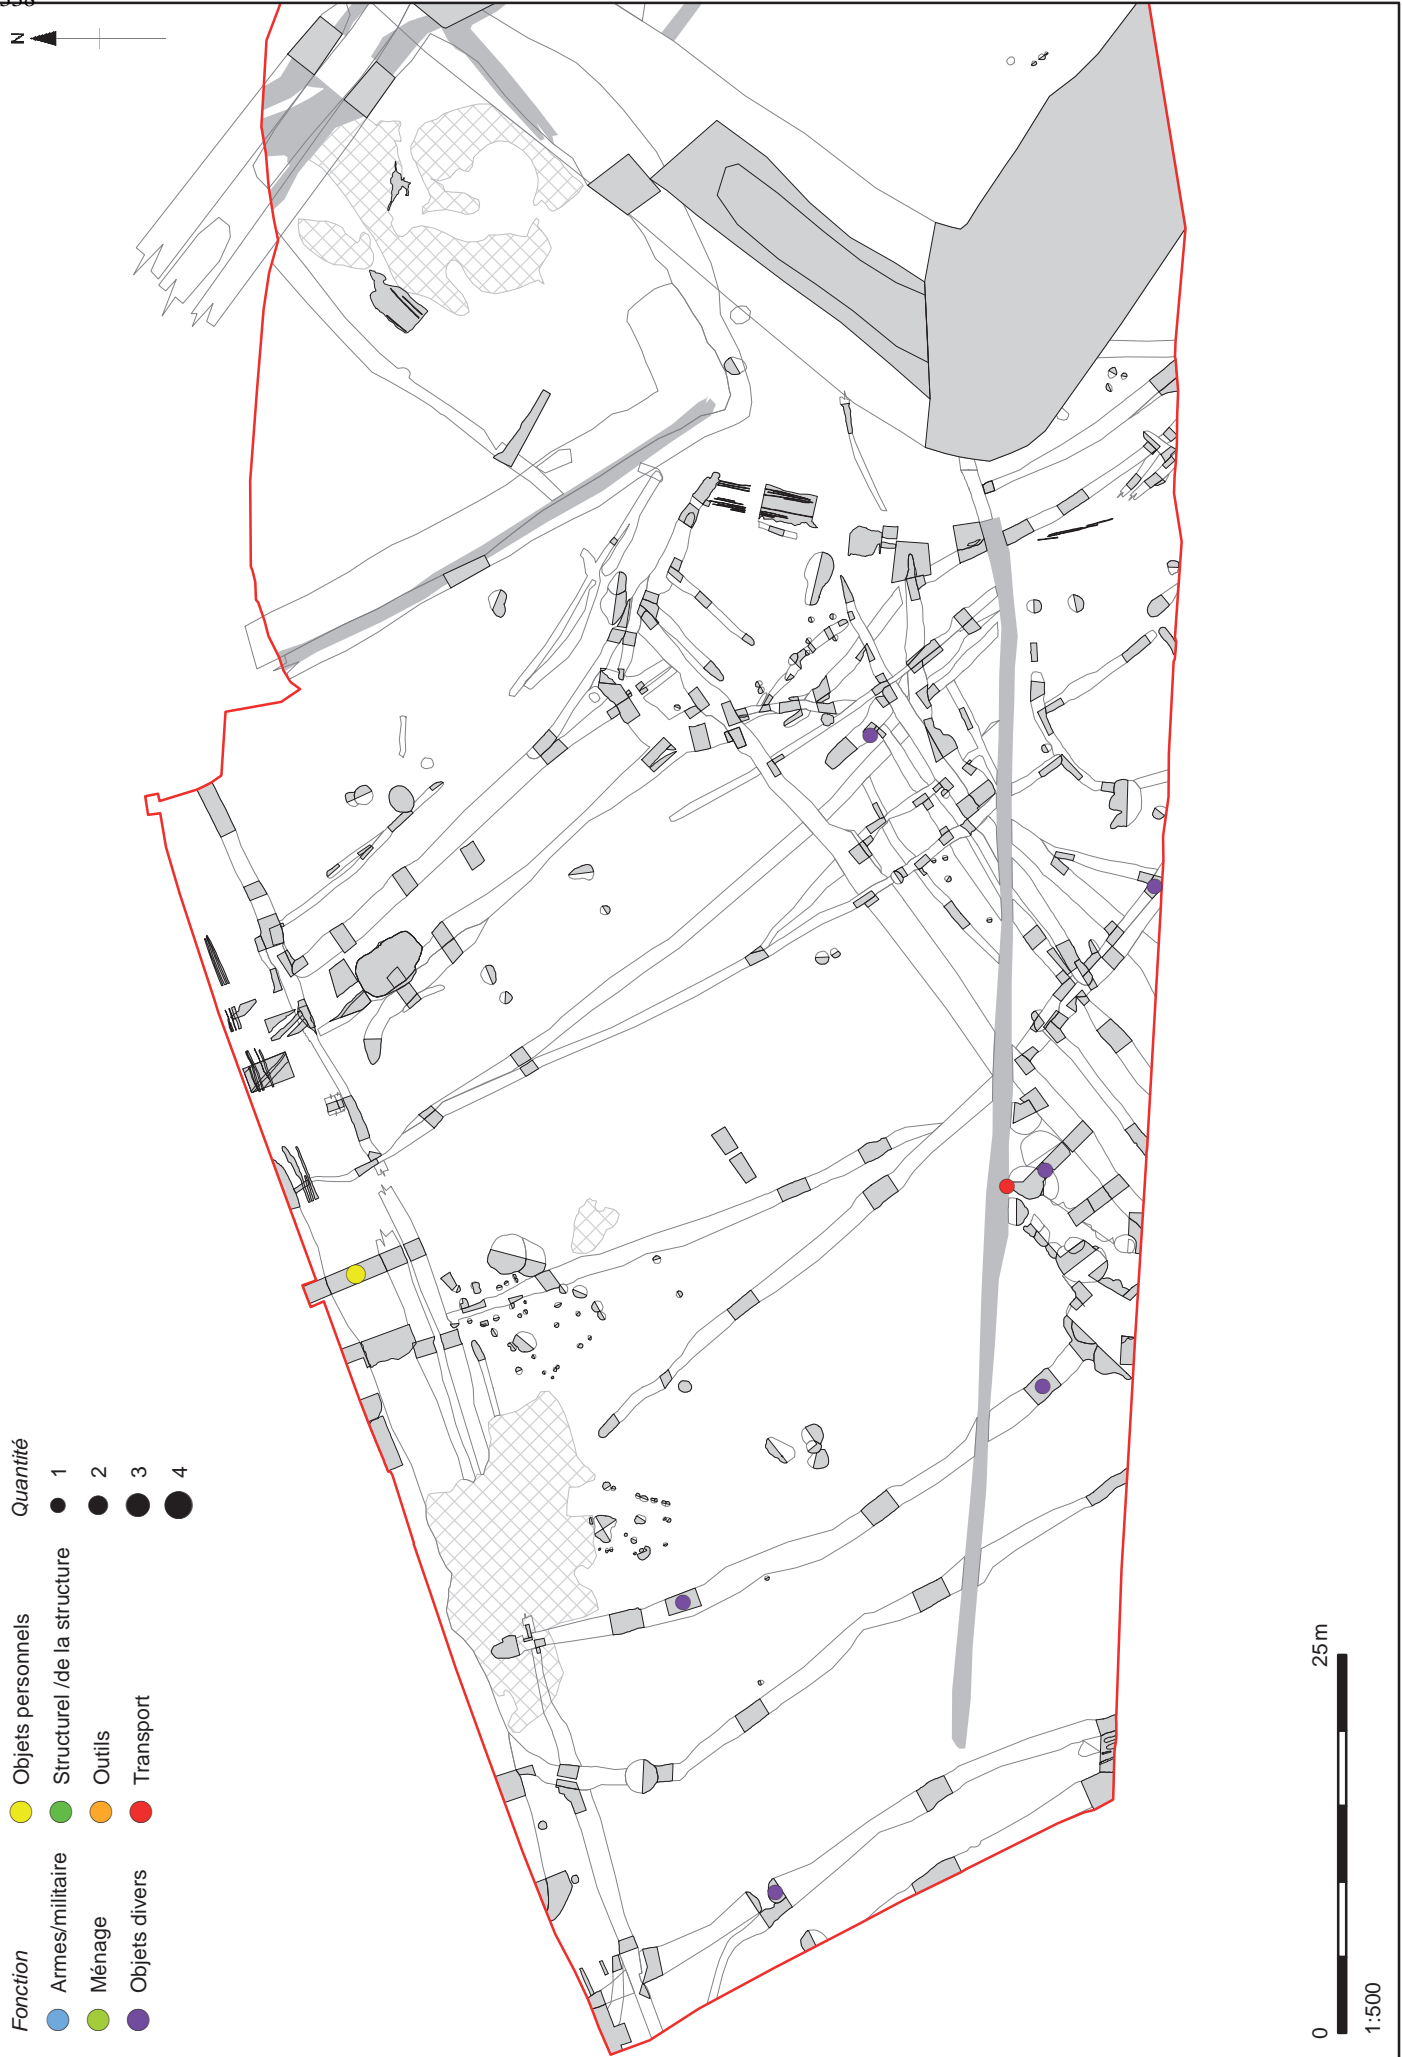 338
N
Fonction
Armes/militaire
Ménage
Objets divers
Objets personnels
Structurel /de la structure
Outils
Transport
Quantité
1
2
3
4
0
25 m
1:500